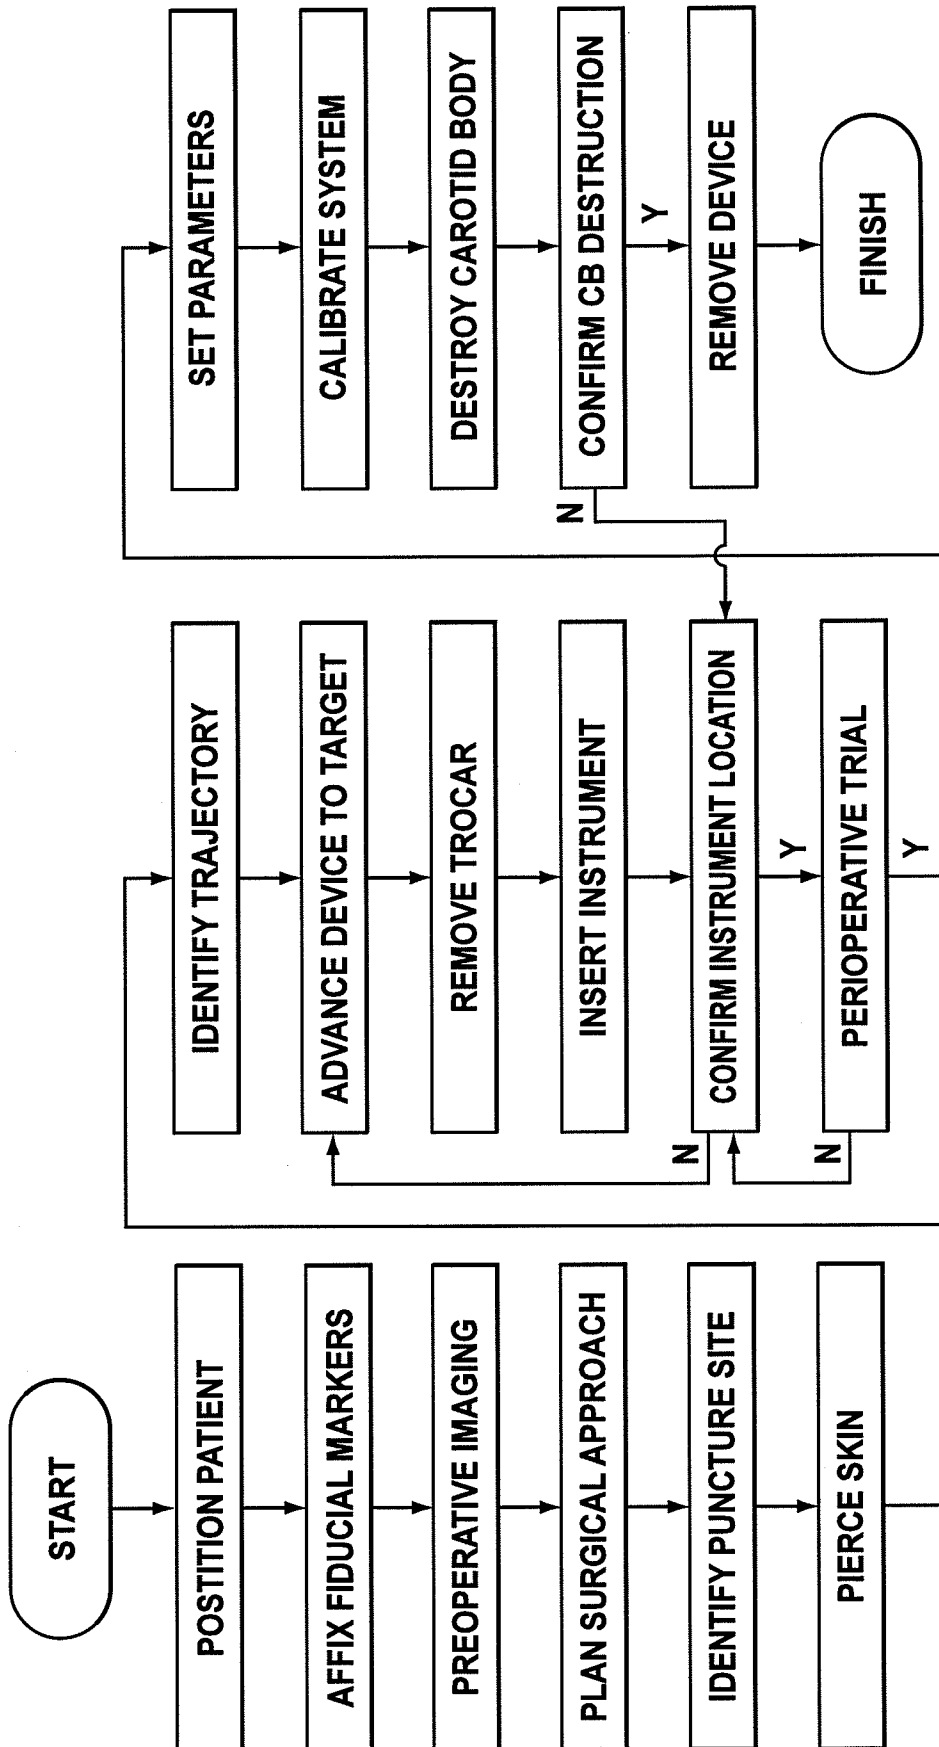 START
POSTITION PATIENT
AFFIX FIDUCIAL MARKERS
PREOPERATIVE IMAGING
PLAN SURGICAL APPROACH
IDENTIFY PUNCTURE SITE
PIERCE SKIN
IDENTIFY TRAJECTORY
ADVANCE DEVICE TO TARGET
REMOVE TROCAR
INSERT INSTRUMENT
CONFIRM INSTRUMENT LOCATION
N
Y
PERIOPERATIVE TRIAL
N
Y
SET PARAMETERS
CALIBRATE SYSTEM
DESTROY CAROTID BODY
CONFIRM CB DESTRUCTION
N
Y
REMOVE DEVICE
FINISH